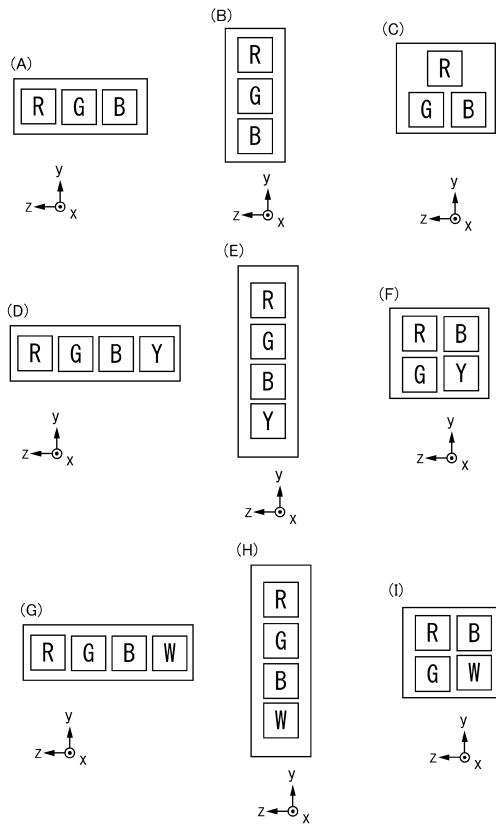 (A)
R G B
y
z x
(B)
R
G
B
y
z x
(C)
R
G B
y
z x
(D)
R G B Y
y
z x
(E)
R
G
B
Y
y
z x
(F)
R B
G Y
y
z x
(G)
R G B W
y
z x
(H)
R
G
B
W
y
z x
(I)
R B
G W
y
z x